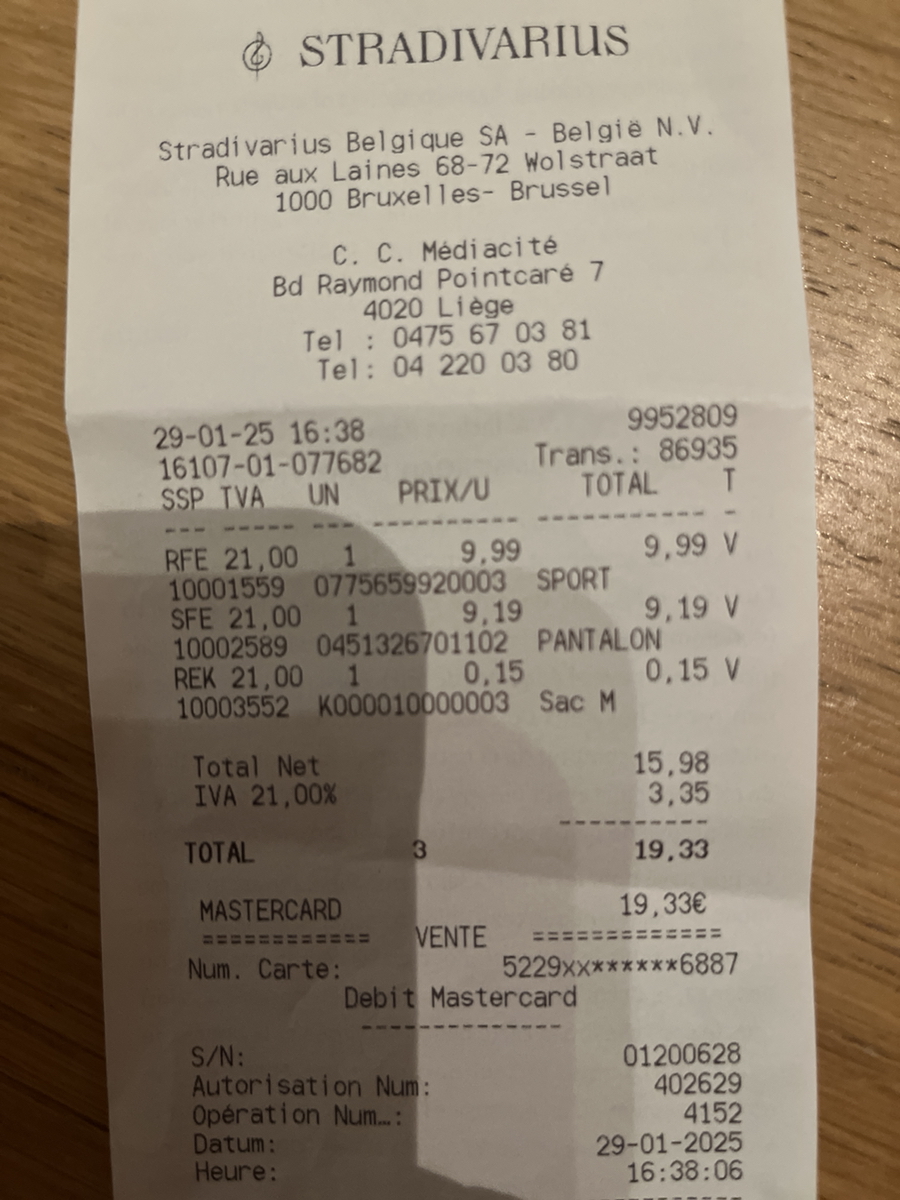 STRADIVARIUS
Stradivarius Belgique SA - België N.V.
Rue aux Laines 68-72 Wolstraat
1000 Bruxelles- Brussel
C. C. Médiacité
Bd Raymond Pointcaré 7
4020 Liège
Tel : 0475 67 03 81
Tel: 04 220 03 80
29-01-25 16:38 9952809
16107-01-077682 Trans.: 86935
SSP TVA UN PRIX/U TOTAL T
--- ----- --- ---------- ----------- -
RFE 21,00 1 9,99 9,99 V
10001559 0775659920003 SPORT
SFE 21,00 1 9,19 9,19 V
10002589 0451326701102 PANTALON
REK 21,00 1 0,15 0,15 V
10003552 K000010000003 Sac M
Total Net 15,98
IVA 21,00% 3,35
----------
TOTAL 3 19,33
MASTERCARD 19,33€
============ VENTE =============
Num. Carte: 5229xx******6887
Debit Mastercard
--------------
S/N: 01200628
Autorisation Num: 402629
Opération Num…: 4152
Datum: 29-01-2025
Heure: 16:38:06